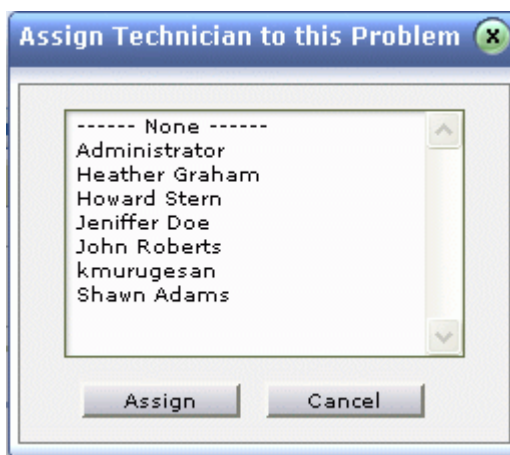 Assign Technician to this Problem
------ None ------
Administrator
Heather Graham
Howard Stern
Jeniffer Doe
John Roberts
kmurugesan
Shawn Adams
Assign Cancel